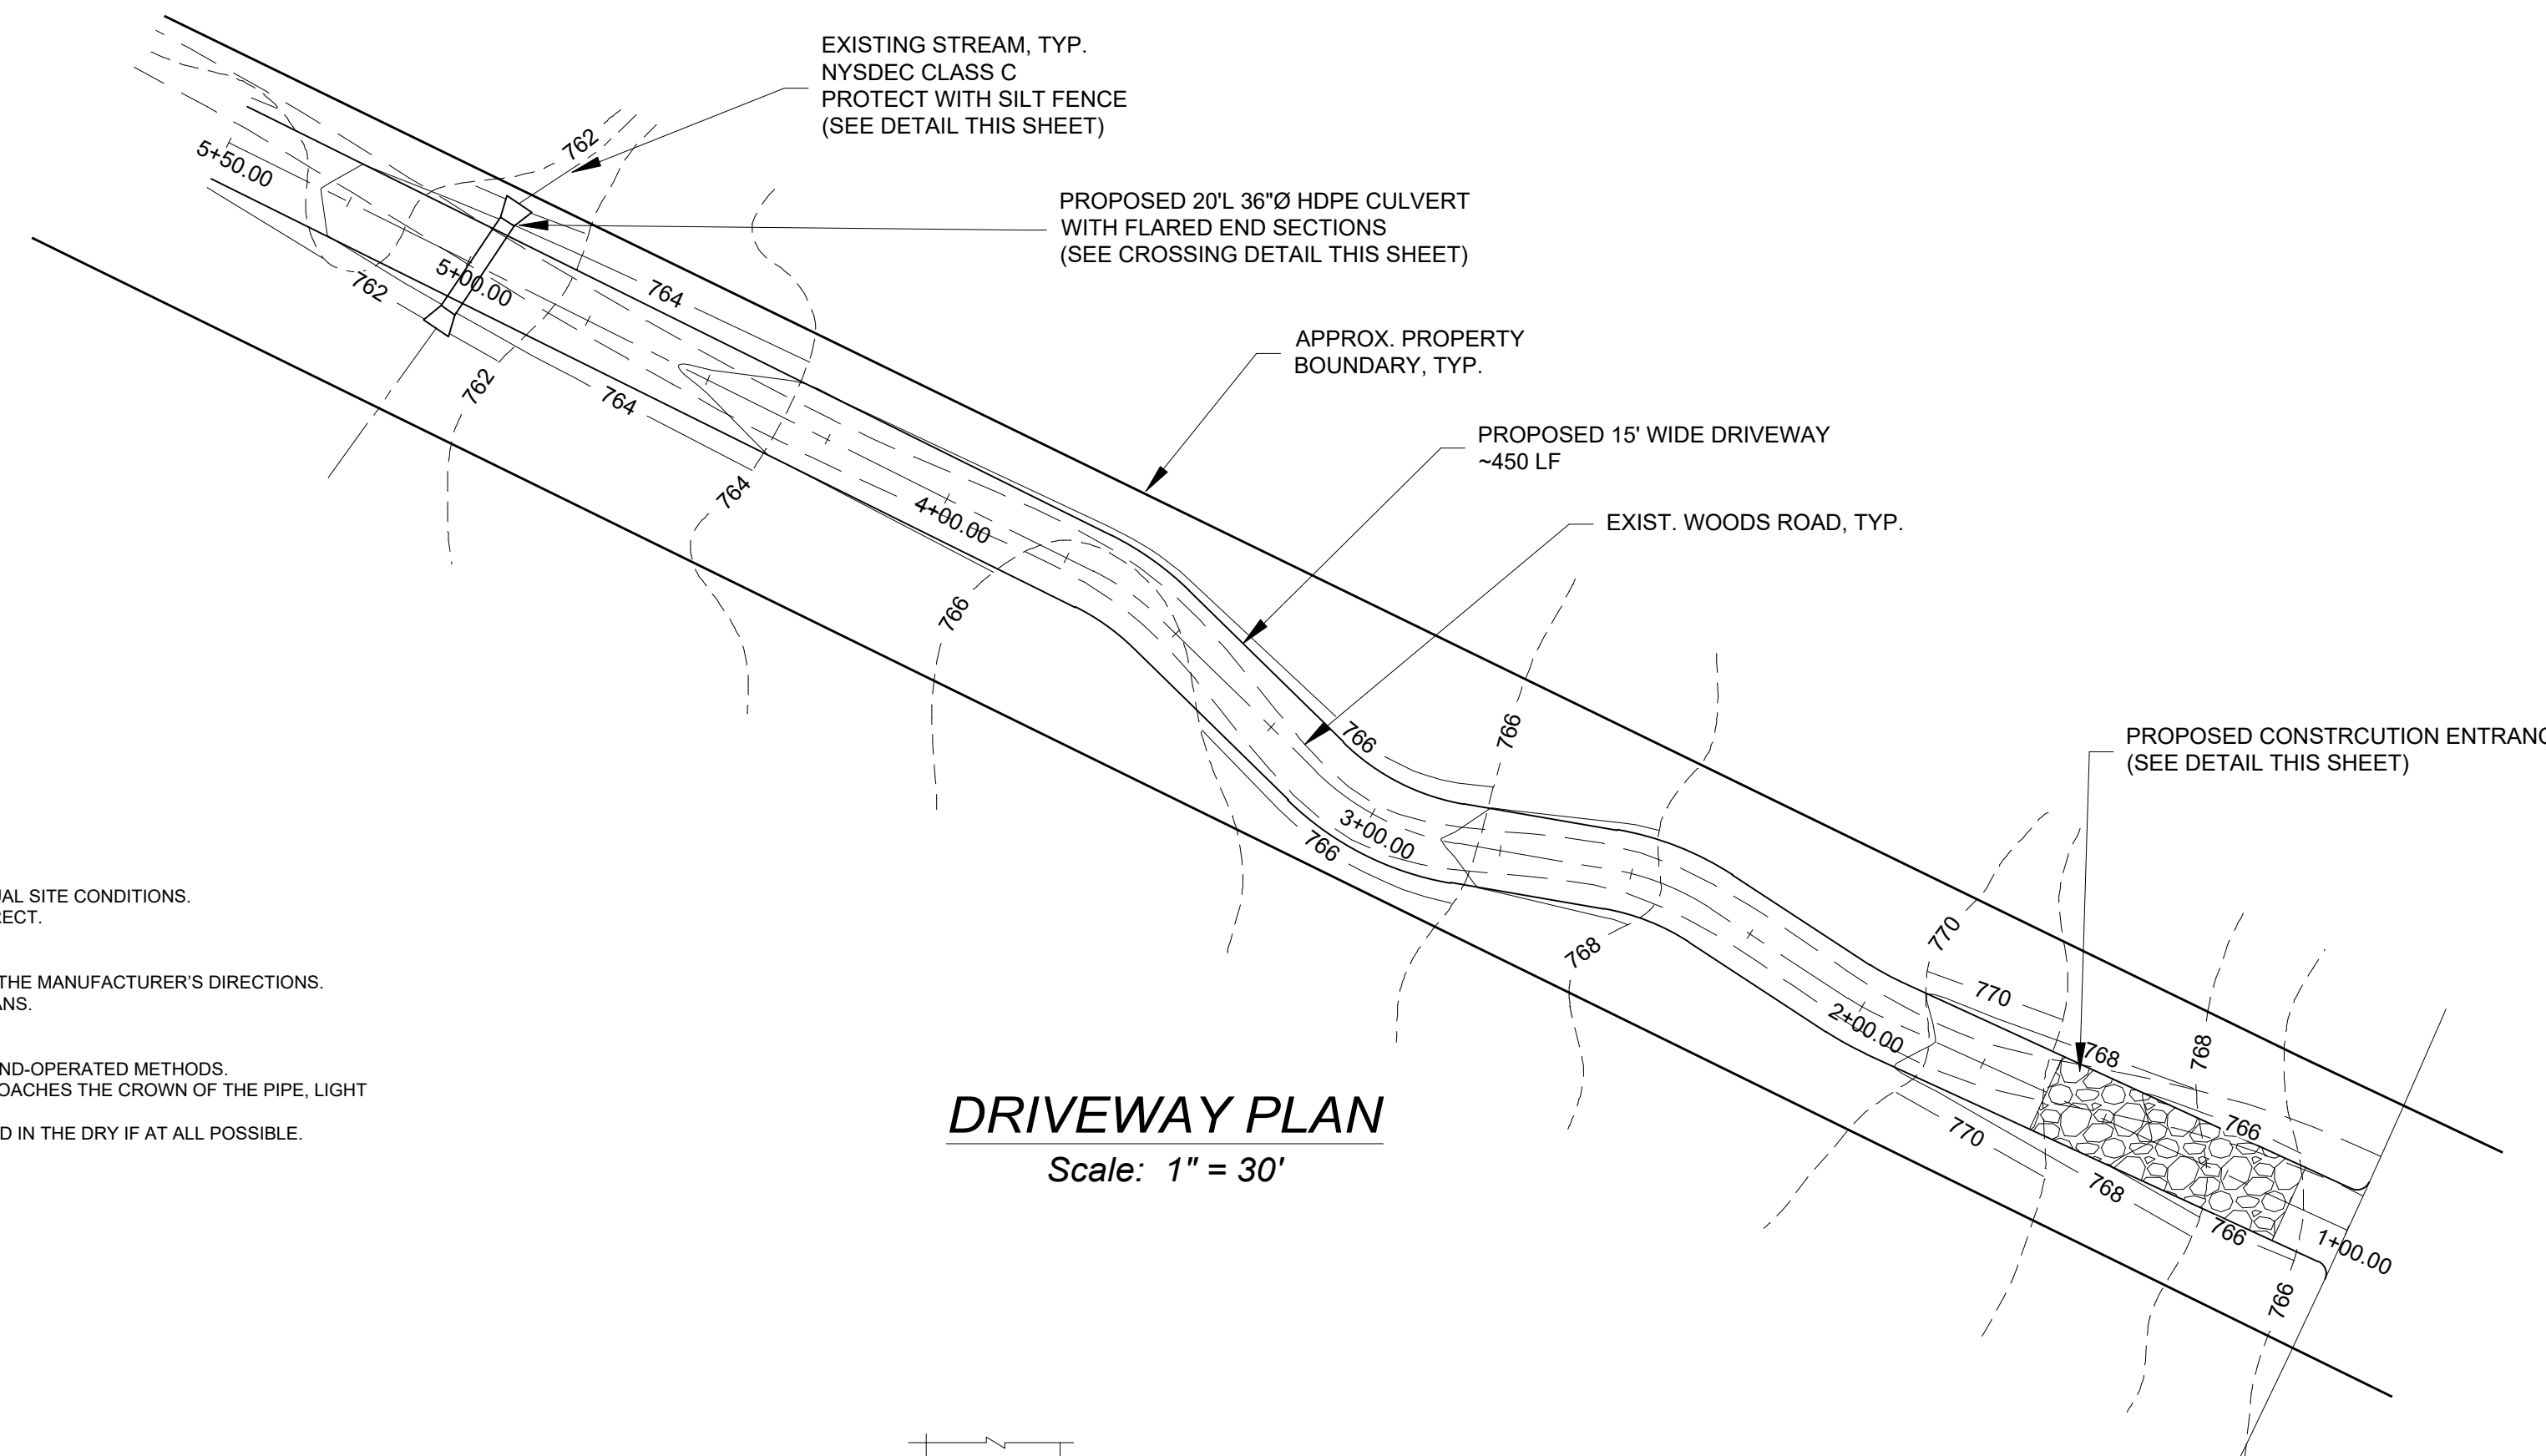 EXISTING STREAM, TYP.
NYSDEC CLASS C
PROTECT WITH SILT FENCE
(SEE DETAIL THIS SHEET)
762
5+50.00
PROPOSED 20'L 36"Ø HDPE CULVERT
WITH FLARED END SECTIONS
(SEE CROSSING DETAIL THIS SHEET)
762
5+00.00
764
762
764
APPROX. PROPERTY
BOUNDARY, TYP.
PROPOSED 15' WIDE DRIVEWAY
~450 LF
764
4+00.00
EXIST. WOODS ROAD, TYP.
766
766
766
PROPOSED CONSTRCUTION ENTRANC
(SEE DETAIL THIS SHEET)
3+00.00
766
UAL SITE CONDITIONS.
RECT.
768
770
THE MANUFACTURER'S DIRECTIONS.
ANS.
770
2+00.00
768
768
ND-OPERATED METHODS.
OACHES THE CROWN OF THE PIPE, LIGHT
D IN THE DRY IF AT ALL POSSIBLE.
DRIVEWAY PLAN
Scale: 1" = 30'
770
766
768
766
1+00.00
766